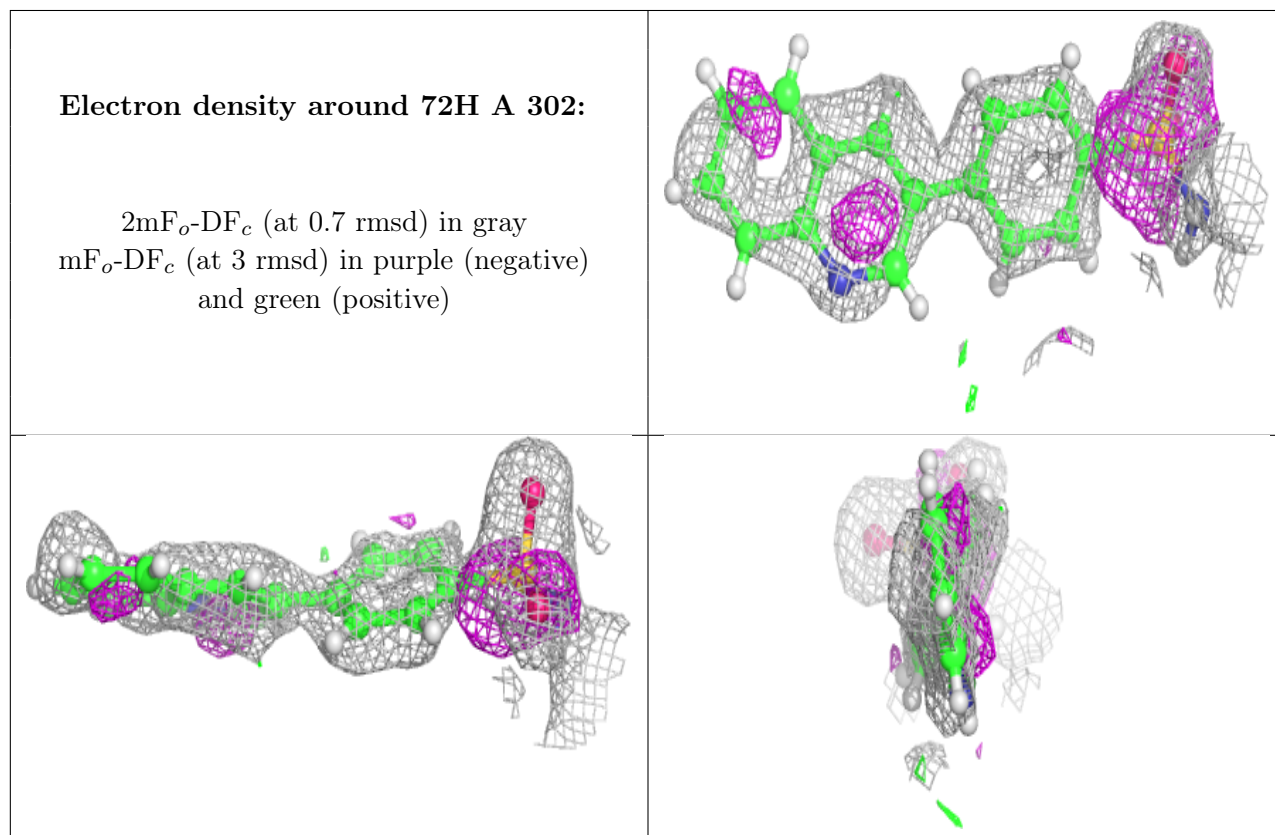 Electron density around 72H A 302:
2mFo-DFc (at 0.7 rmsd) in gray
mFo-DFc (at 3 rmsd) in purple (negative)
and green (positive)